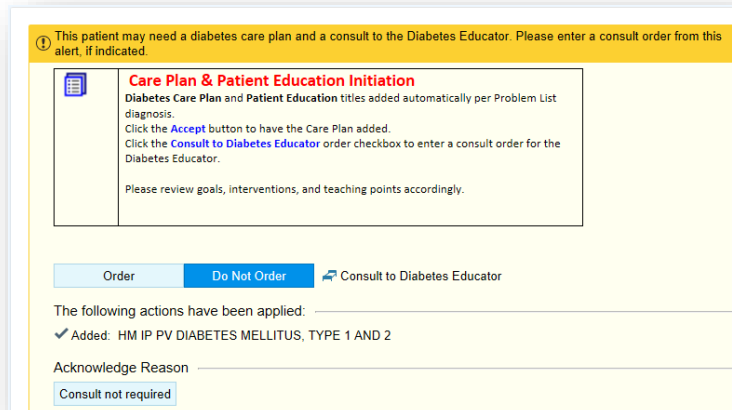 This patient may need a diabetes care plan and a consult to the Diabetes Educator. Please enter a consult order from this
alert, if indicated.
Care Plan & Patient Education Initiation
Diabetes Care Plan and Patient Education titles added automatically per Problem List
diagnosis.
Click the Accept button to have the Care Plan added.
Click the Consult to Diabetes Educator order checkbox to enter a consult order for the
Diabetes Educator.
Please review goals, interventions, and teaching points accordingly.
Order Do Not Order Consult to Diabetes Educator
The following actions have been applied:
Added: HM IP PV DIABETES MELLITUS, TYPE 1 AND 2
Acknowledge Reason
Consult not required